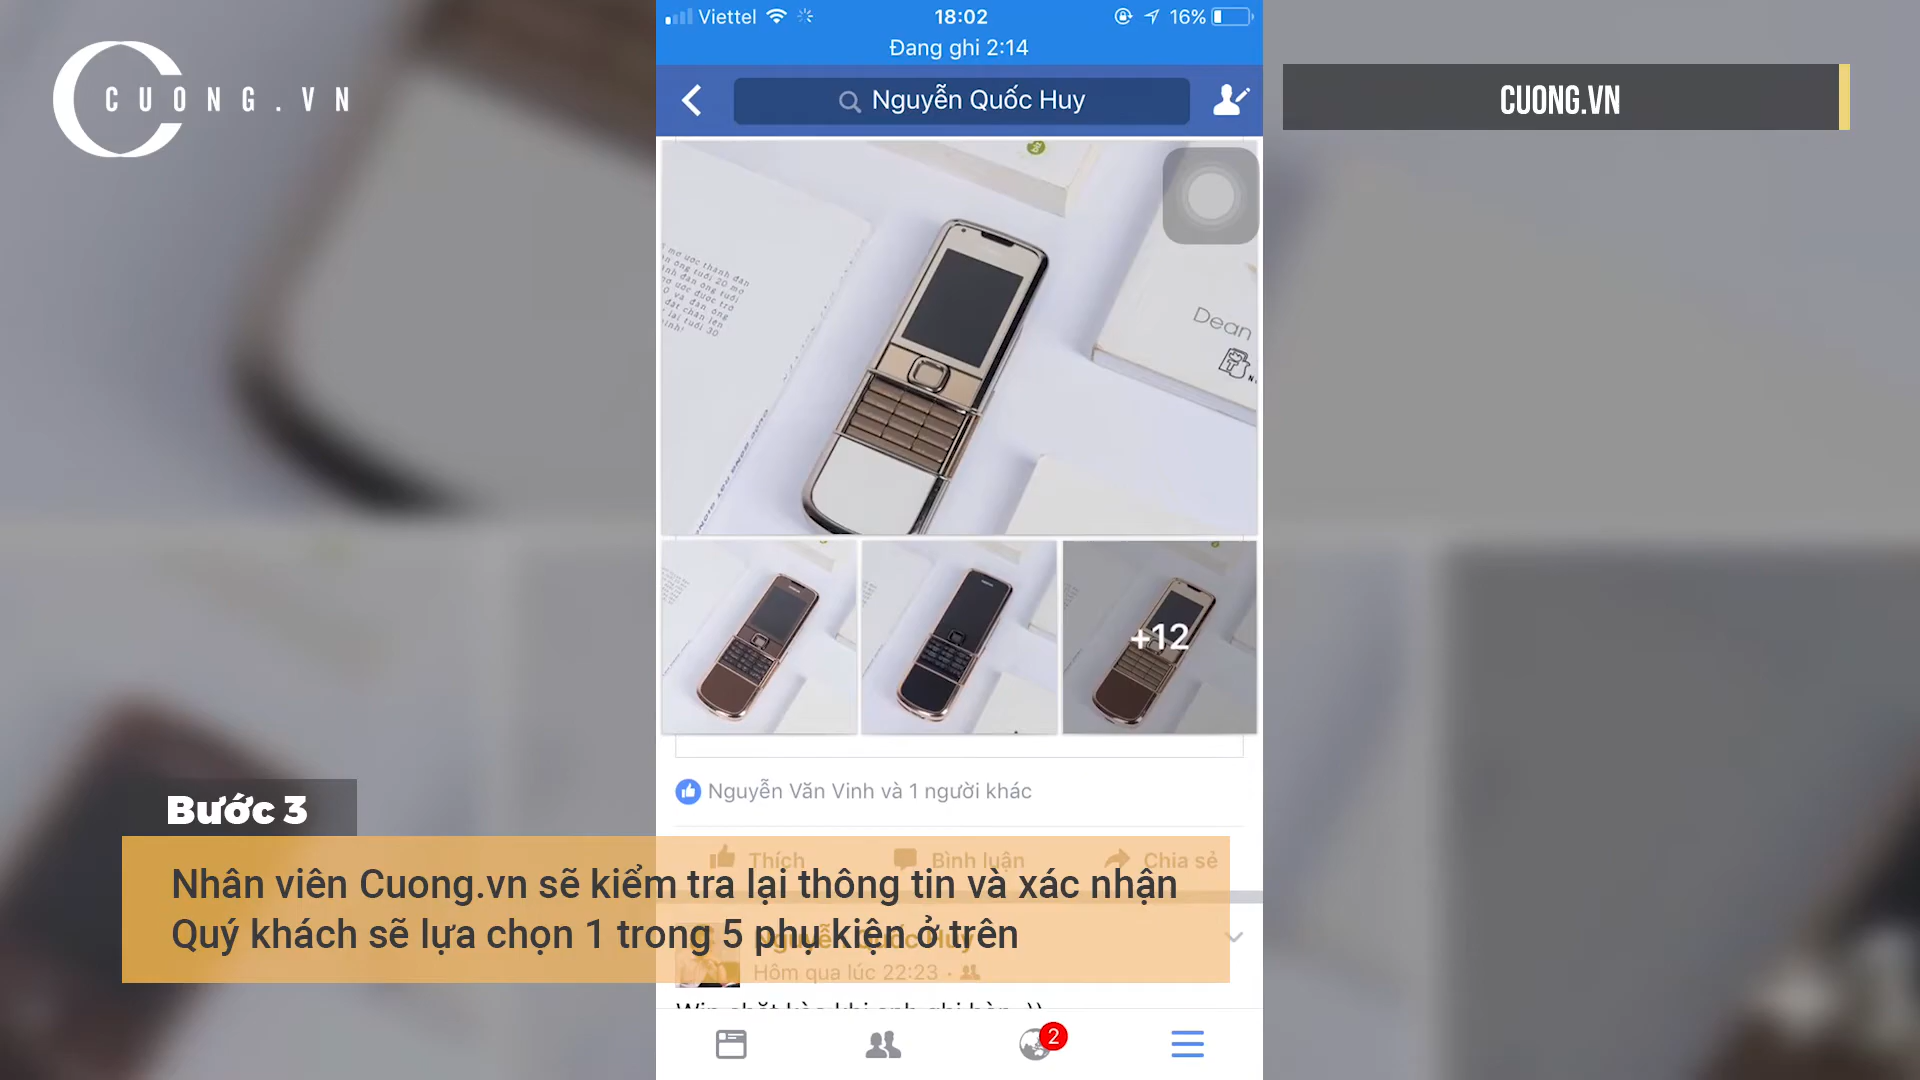 CUONG.VN
Viettel
18:02
16%
Đang ghi 2:14
Nguyễn Quốc Huy
CUONG.VN
Dean
+12
Nguyễn Văn Vinh và 1 người khác
Thích
Bình luận
Chia sẻ
Bước 3
Nhân viên Cuong.vn sẽ kiểm tra lại thông tin và xác nhận
Quý khách sẽ lựa chọn 1 trong 5 phụ kiện ở trên
Nguyễn Quốc Huy
Hôm qua lúc 22:23
2